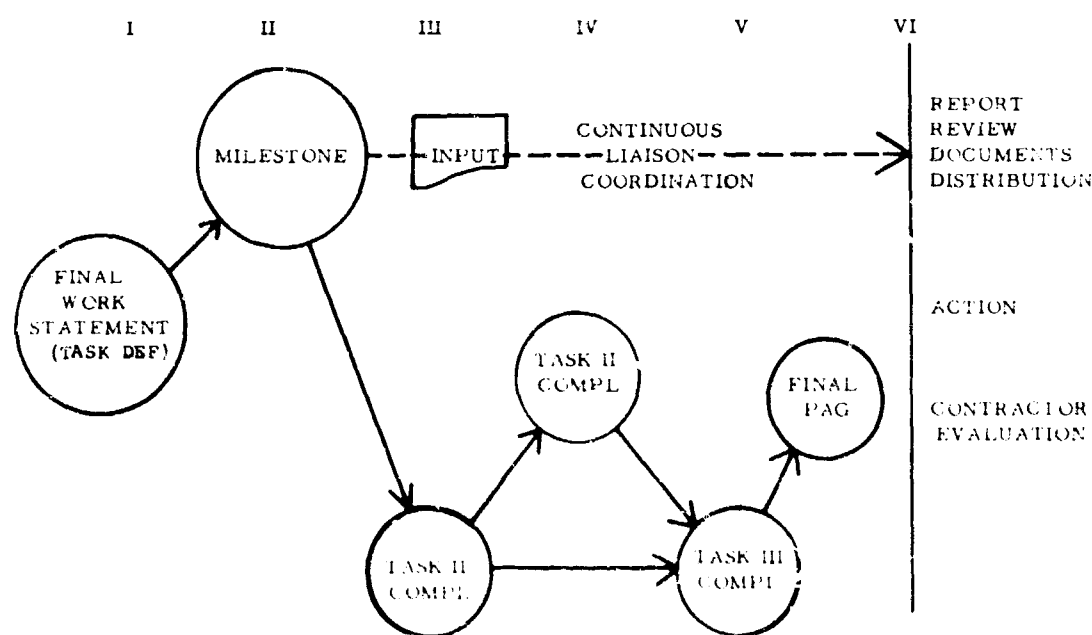 I II III IV V VI
MILESTONE
INPUT
CONTINUOUS
LIAISON
COORDINATION
REPORT
REVIEW
DOCUMENTS
DISTRIBUTION
FINAL
WORK
STATEMENT
(TASK DEF)
TASK II
COMPL
FINAL
PAG
ACTION
CONTRACTOR
EVALUATION
TASK II
COMPL
TASK III
COMPL